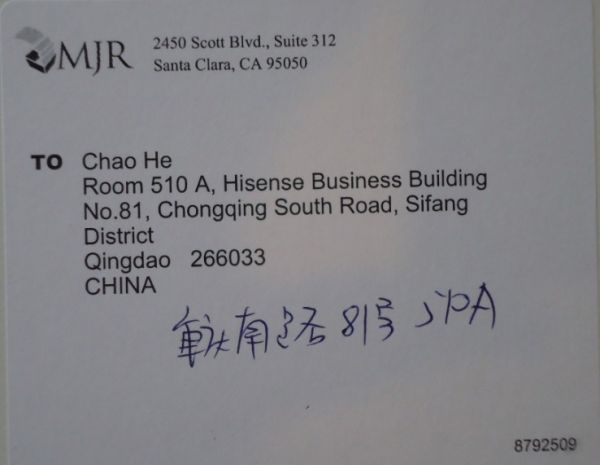 MJR
2450 Scott Blvd., Suite 312
Santa Clara, CA 95050
TO Chao He
Room 510 A, Hisense Business Building
No.81, Chongqing South Road, Sifang
District
Qingdao 266033
CHINA
重庆南路 81号 510A
8792509